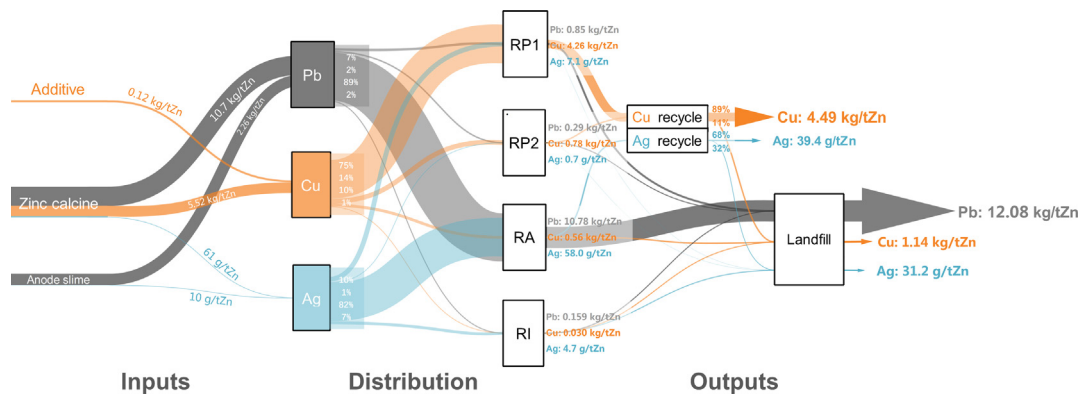 Additive
0.12 kg/tZn
10.7 kg/tZn
2.26 kg/tZn
Zinc calcine
5.52 kg/tZn
61 g/tZn
Anode slime
10 g/tZn
Pb
7%
2%
89%
2%
Cu
75%
14%
10%
1%
Ag
10%
1%
82%
7%
RP1
Pb: 0.85 kg/tZn
Cu: 4.26 kg/tZn
Ag: 7.1 g/tZn
RP2
Pb: 0.29 kg/tZn
Cu: 0.78 kg/tZn
Ag: 0.7 g/tZn
RA
Pb: 10.78 kg/tZn
Cu: 0.56 kg/tZn
Ag: 58.0 g/tZn
RI
Pb: 0.159 kg/tZn
Cu: 0.030 kg/tZn
Ag: 4.7 g/tZn
Cu recycle
Ag recycle
89%
11%
68%
32%
Cu: 4.49 kg/tZn
Ag: 39.4 g/tZn
Landfill
Pb: 12.08 kg/tZn
Cu: 1.14 kg/tZn
Ag: 31.2 g/tZn
Inputs
Distribution
Outputs